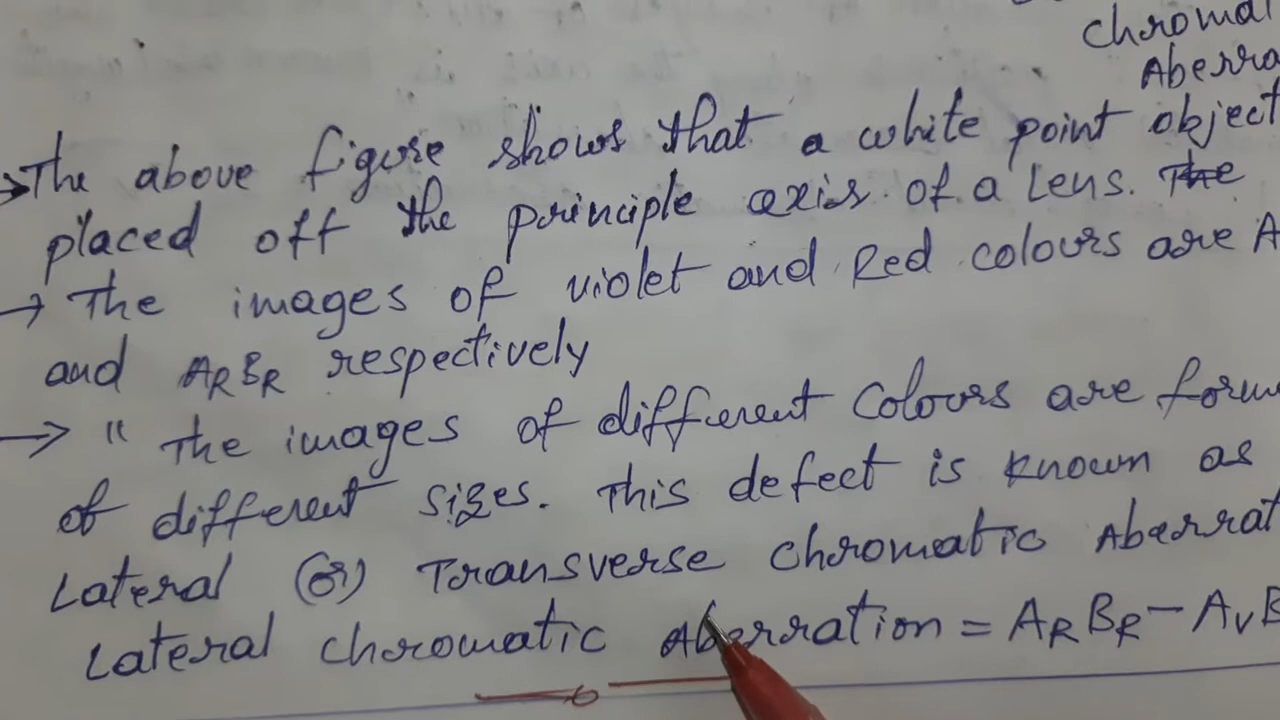 Chromat
Aberra
→The above figure shows that a white point object
placed off the principle axis of a Lens. The
→ The images of violet and Red colours are A
and ARBR respectively
→ " The images of different Colours are form
of different sizes. This defect is known as
Lateral (or) Transverse chromatic Aberrat
Lateral chromatic Aberration = ARBR - AVB